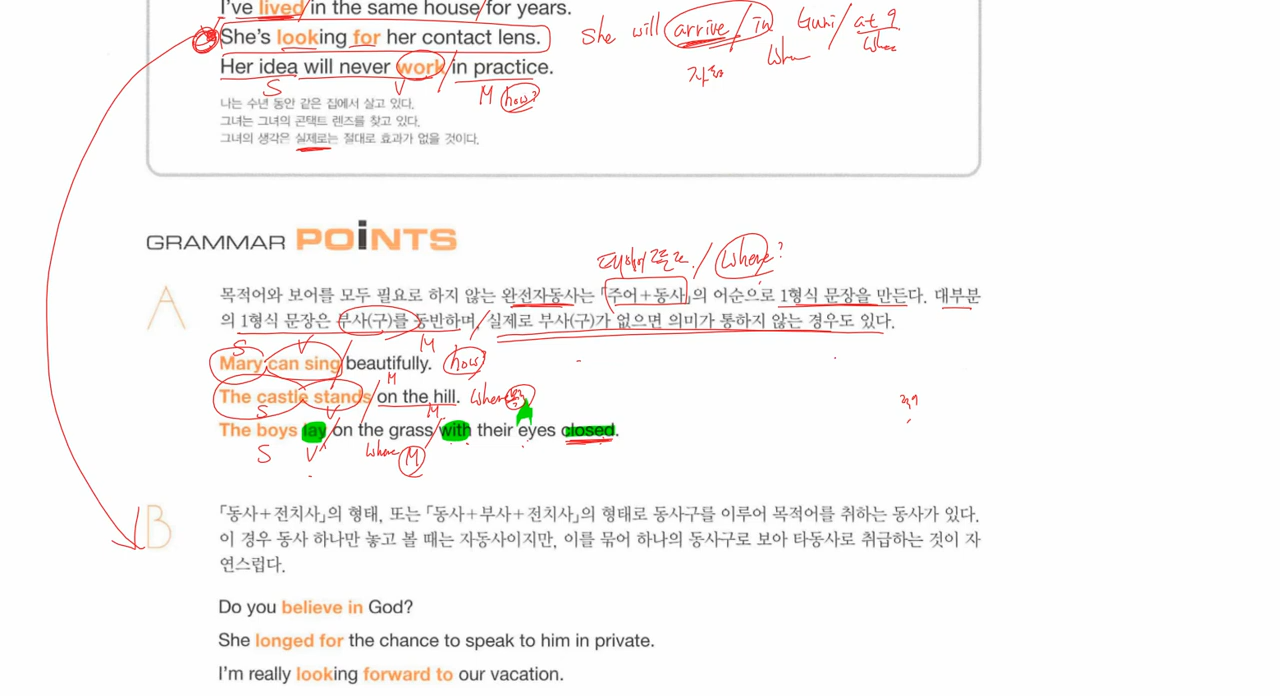 I've lived in the same house for years.
She's looking for her contact lens.
She will arrive / in / at 9
Her idea will never work in practice.
S V M how?
나는 수년 동안 같은 집에서 살고 있다.
그녀는 그녀의 콘택트 렌즈를 찾고 있다.
그녀의 생각은 실제로는 절대로 효과가 없을 것이다.
GRAMMAR POiNTS
/ where?
A
목적어와 보어를 모두 필요로 하지 않는 완전자동사는 「주어+동사」의 어순으로 1형식 문장을 만든다. 대부분
의 1형식 문장은 부사(구)를 동반하며, 실제로 부사(구)가 없으면 의미가 통하지 않는 경우도 있다.
S V M
Mary can sing beautifully. how?
M
The castle stands on the hill. where
S V M
The boys lay on the grass with their eyes closed.
S V where M
B
「동사+전치사」의 형태, 또는 「동사+부사+전치사」의 형태로 동사구를 이루어 목적어를 취하는 동사가 있다.
이 경우 동사 하나만 놓고 볼 때는 자동사이지만, 이를 묶어 하나의 동사구로 보아 타동사로 취급하는 것이 자
연스럽다.
Do you believe in God?
She longed for the chance to speak to him in private.
I'm really looking forward to our vacation.